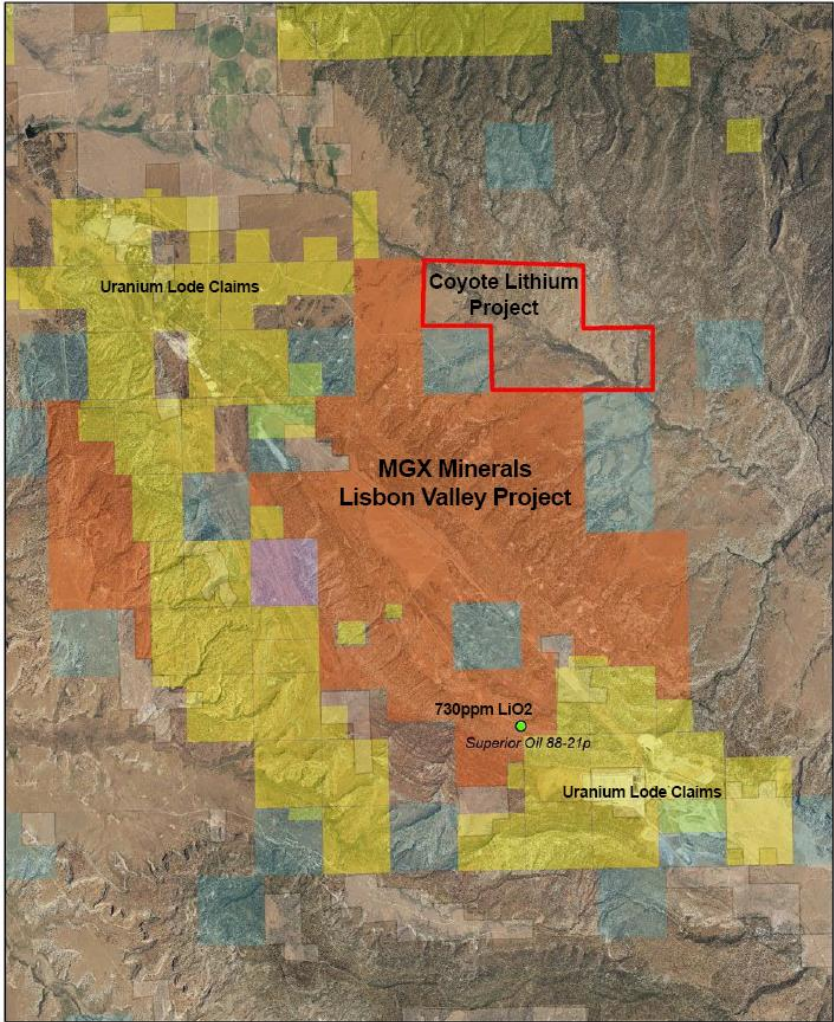 Uranium Lode Claims
Coyote Lithium
Project
MGX Minerals
Lisbon Valley Project
730ppm LiO2
Superior Oil 88-21p
Uranium Lode Claims